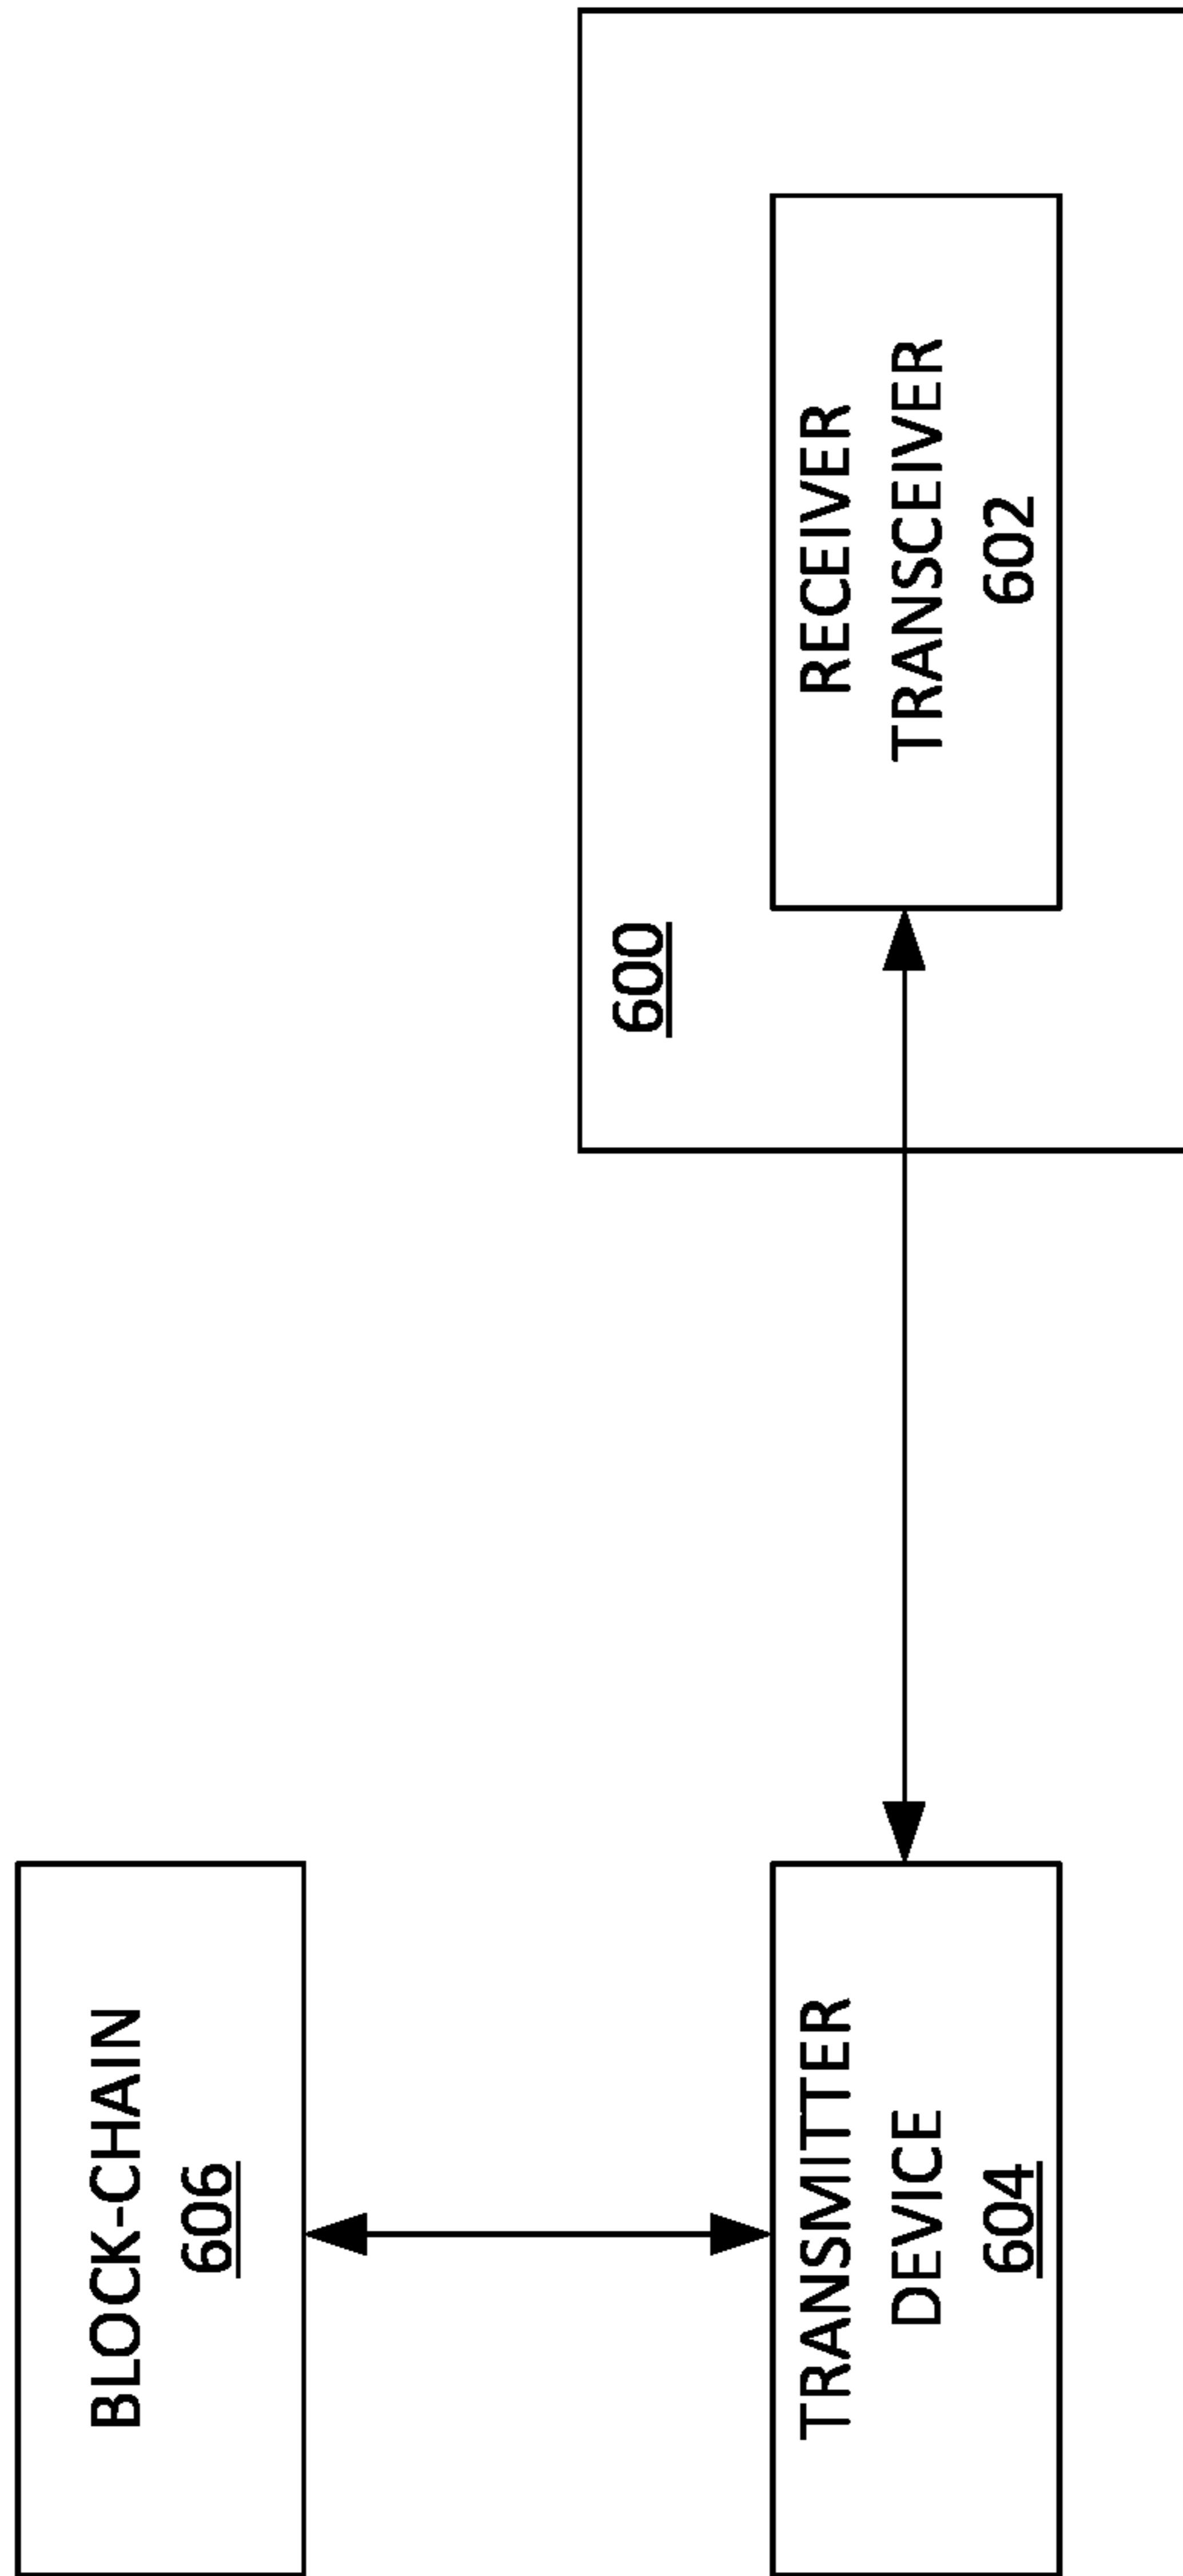 BLOCK-CHAIN
606
TRANSMITTER
DEVICE
604
600
RECEIVER
TRANSCEIVER
602